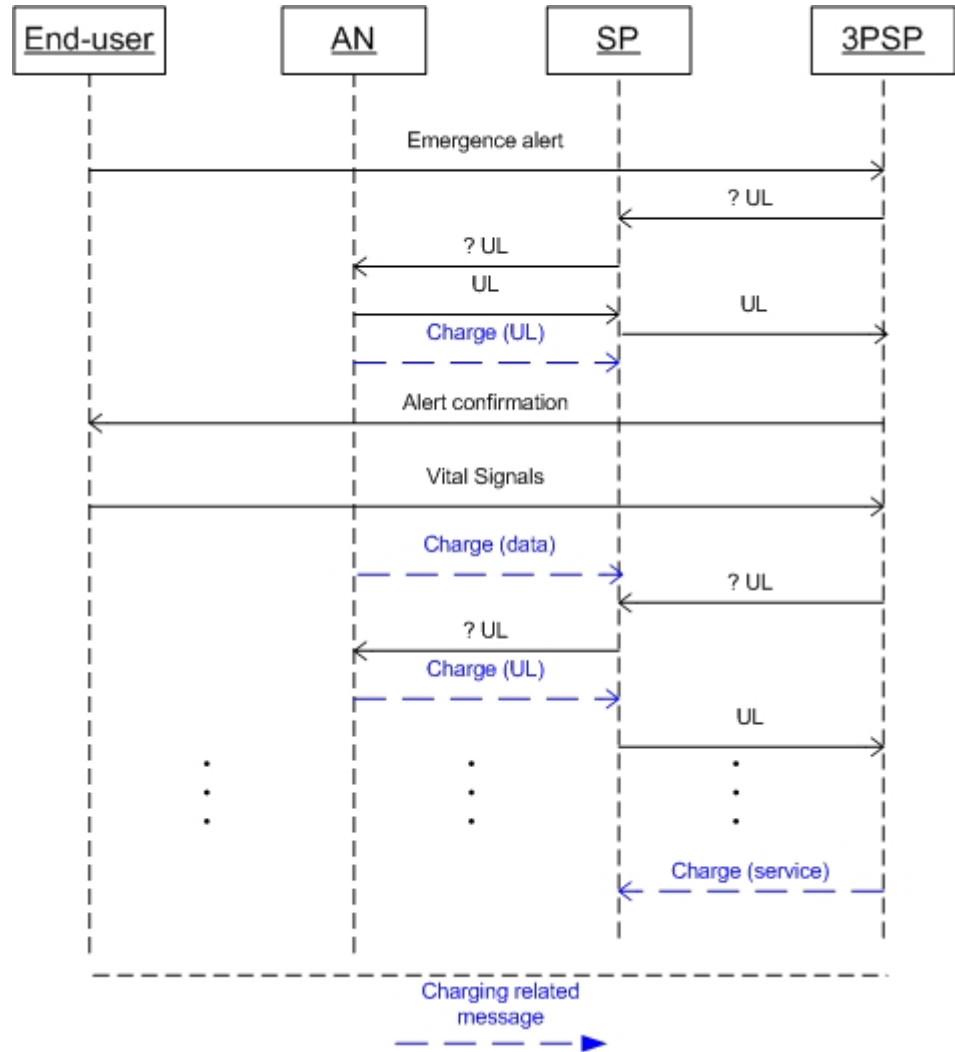 End-user
AN
SP
3PSP
Emergence alert
? UL
? UL
UL
UL
Charge (UL)
Alert confirmation
Vital Signals
Charge (data)
? UL
? UL
Charge (UL)
UL
Charge (service)
Charging related
message